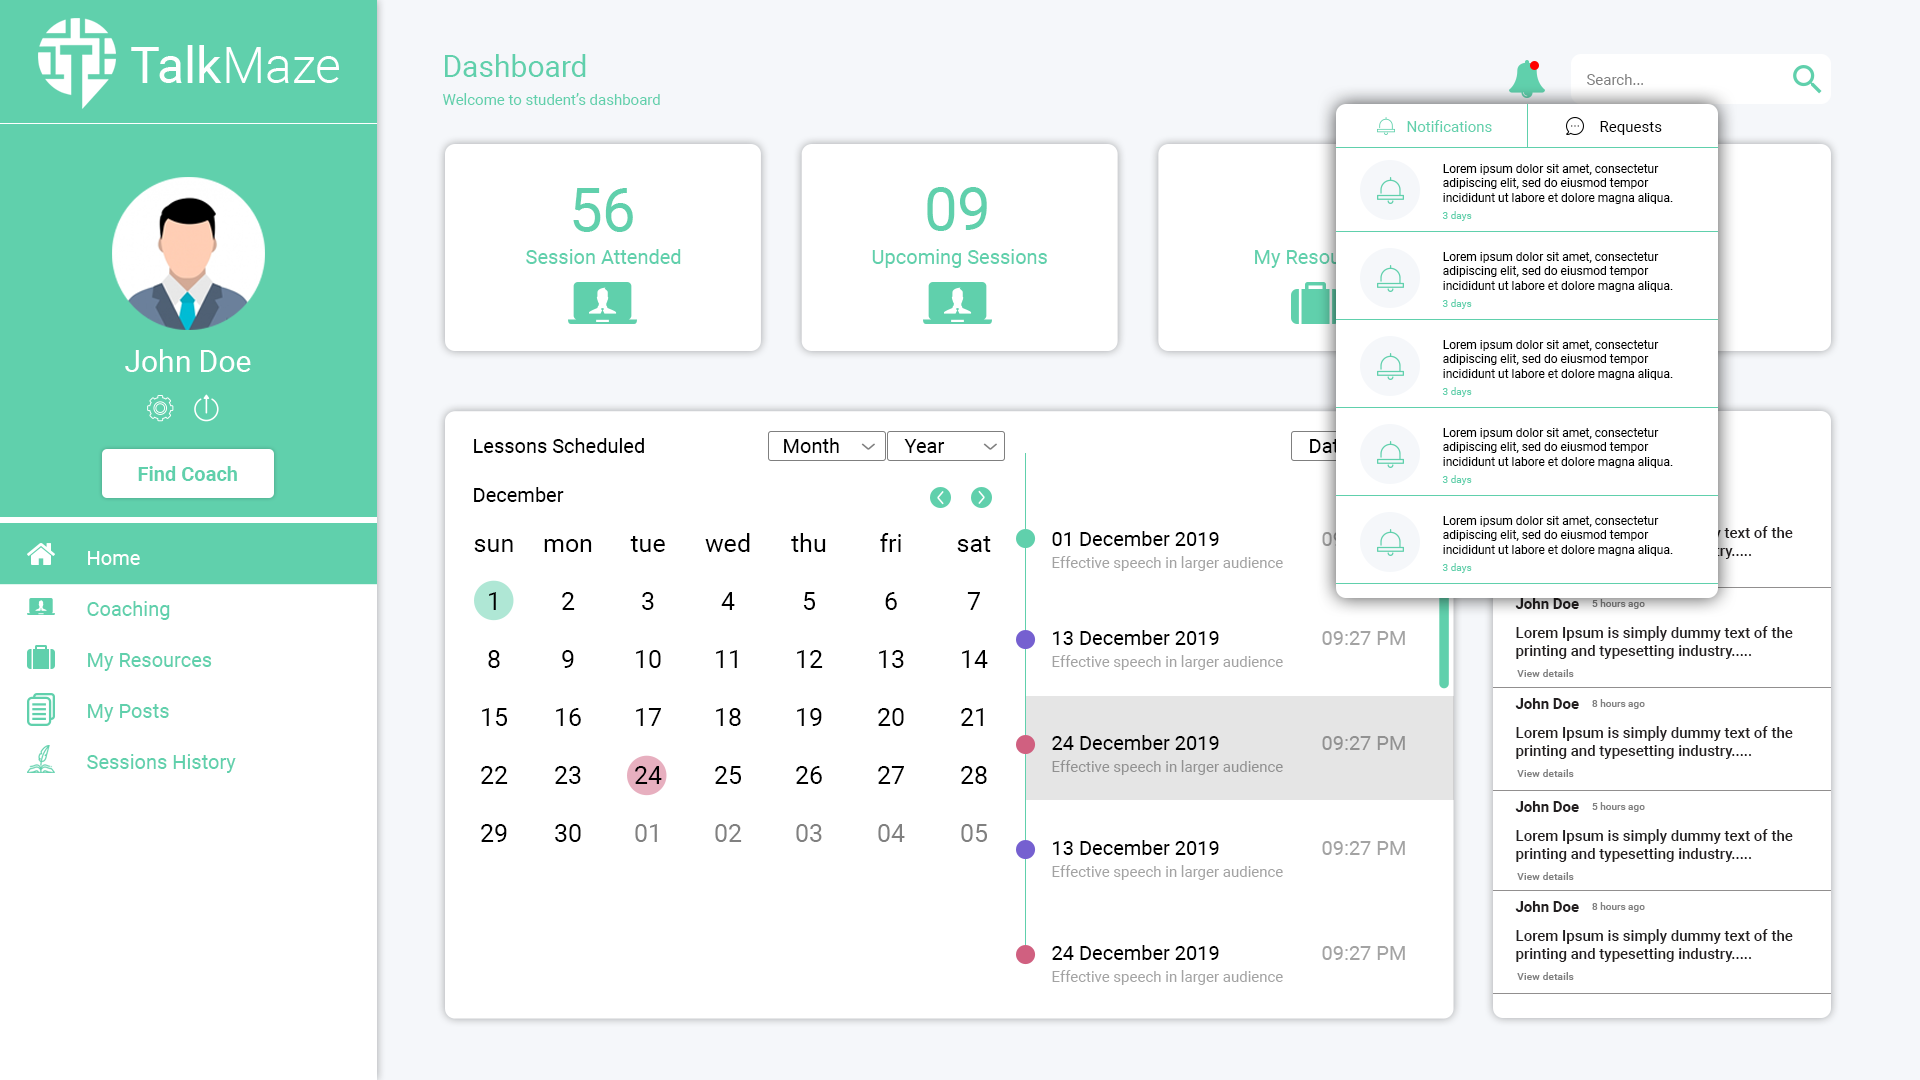 TalkMaze
John Doe
Find Coach
Home
Coaching
My Resources
My Posts
Sessions History
Dashboard
Welcome to student's dashboard
Search...
56
Session Attended
09
Upcoming Sessions
My
Notifications
Requests
Lorem ipsum dolor sit amet, consectetur
adipiscing elit, sed do eiusmod tempor
incididunt ut labore et dolore magna aliqua.
3 days
Lorem ipsum dolor sit amet, consectetur
adipiscing elit, sed do eiusmod tempor
incididunt ut labore et dolore magna aliqua.
3 days
Lorem ipsum dolor sit amet, consectetur
adipiscing elit, sed do eiusmod tempor
incididunt ut labore et dolore magna aliqua.
3 days
Lorem ipsum dolor sit amet, consectetur
adipiscing elit, sed do eiusmod tempor
incididunt ut labore et dolore magna aliqua.
3 days
Lorem ipsum dolor sit amet, consectetur
adipiscing elit, sed do eiusmod tempor
incididunt ut labore et dolore magna aliqua.
3 days
Lessons Scheduled
Month
Year
December
sun mon tue wed thu fri sat
1 2 3 4 5 6 7
8 9 10 11 12 13 14
15 16 17 18 19 20 21
22 23 24 25 26 27 28
29 30 01 02 03 04 05
01 December 2019
Effective speech in larger audience
13 December 2019 09:27 PM
Effective speech in larger audience
24 December 2019 09:27 PM
Effective speech in larger audience
13 December 2019 09:27 PM
Effective speech in larger audience
24 December 2019 09:27 PM
Effective speech in larger audience
text of the
John Doe 5 hours ago
Lorem Ipsum is simply dummy text of the
printing and typesetting industry.....
View details
John Doe 8 hours ago
Lorem Ipsum is simply dummy text of the
printing and typesetting industry.....
View details
John Doe 5 hours ago
Lorem Ipsum is simply dummy text of the
printing and typesetting industry.....
View details
John Doe 8 hours ago
Lorem Ipsum is simply dummy text of the
printing and typesetting industry.....
View details